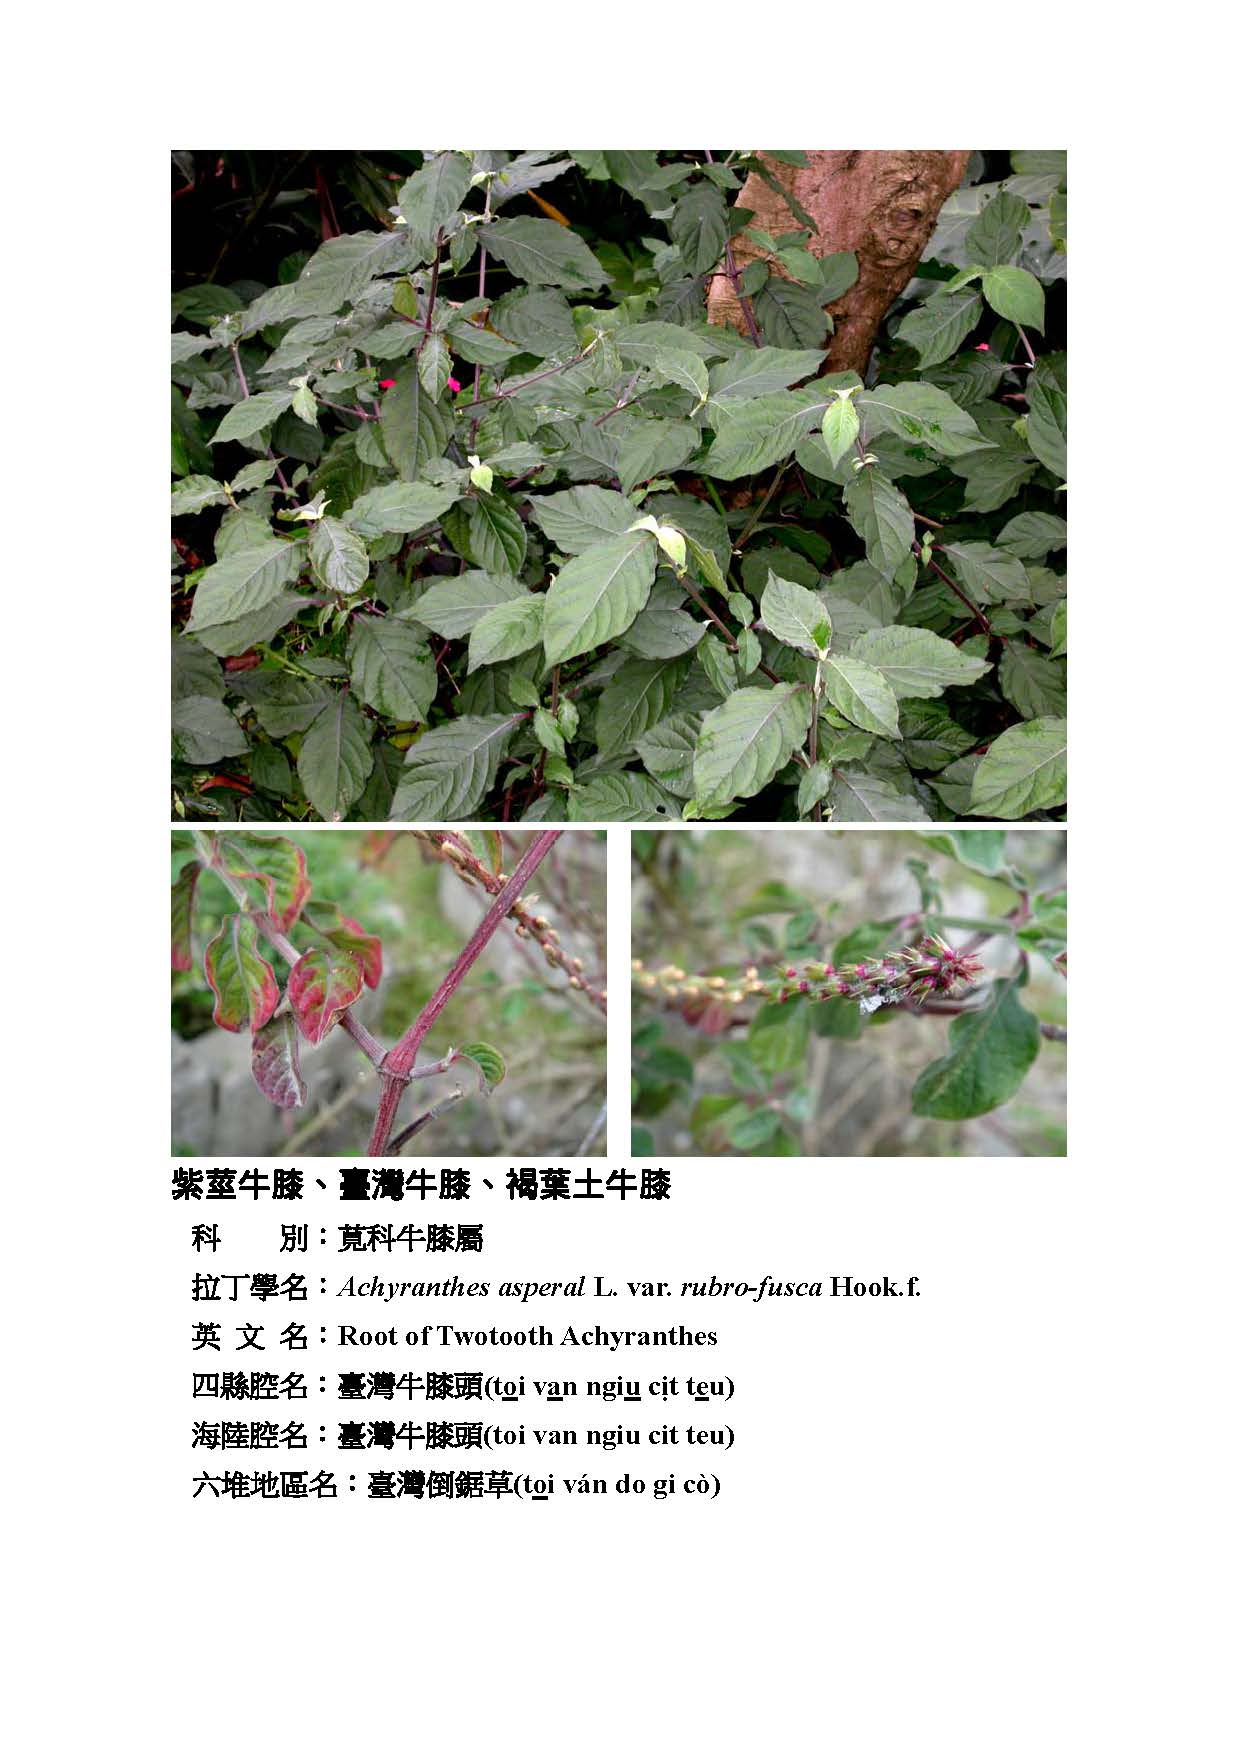 紫莖牛膝、臺灣牛膝、褐葉土牛膝
科　　別：莧科牛膝屬
拉丁學名：Achyranthes asperal L. var. rubro-fusca Hook.f.
英 文 名：Root of Twotooth Achyranthes
四縣腔名：臺灣牛膝頭(to̲i va̲n ngiu̲ cịt te̲u)
海陸腔名：臺灣牛膝頭(toi van ngiu cit teu)
六堆地區名：臺灣倒鋸草(to̲i ván do gi cò)